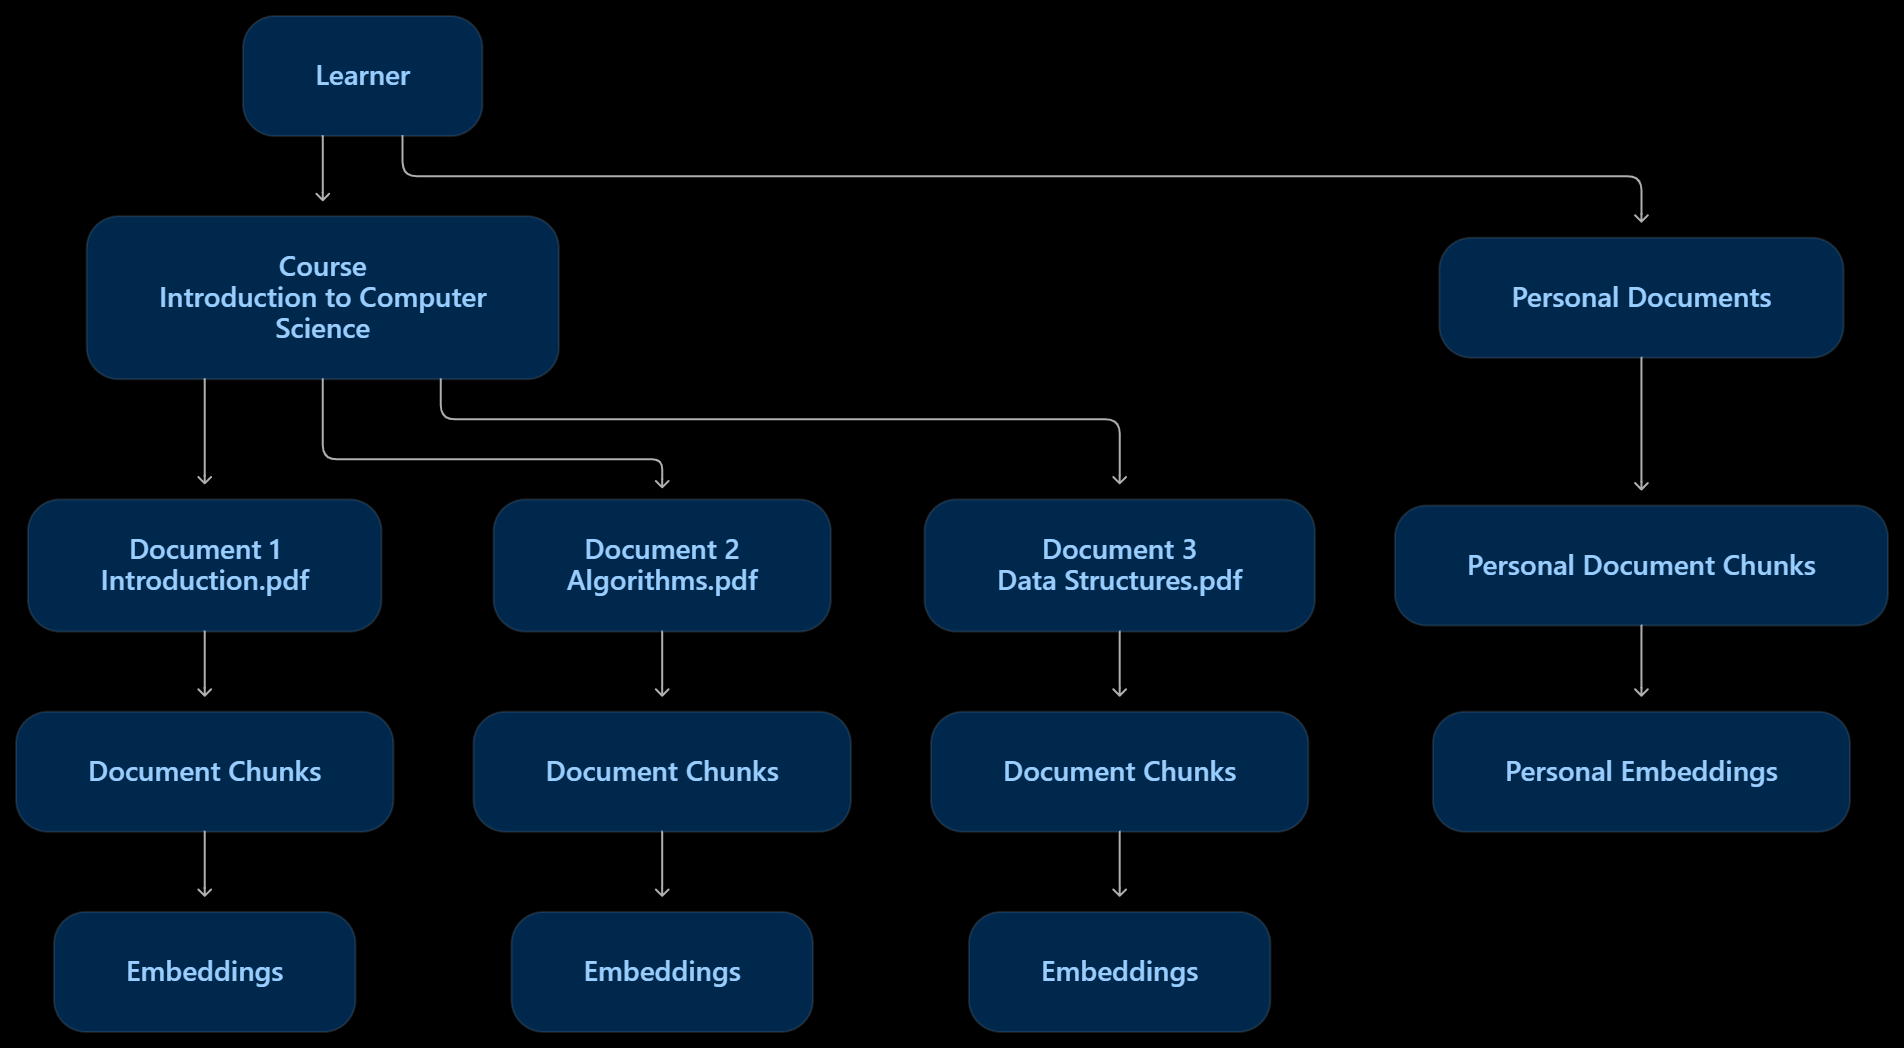 Learner
Course
Introduction to Computer
Science
Personal Documents
Document 1
Introduction.pdf
Document 2
Algorithms.pdf
Document 3
Data Structures.pdf
Personal Document Chunks
Document Chunks
Document Chunks
Document Chunks
Personal Embeddings
Embeddings
Embeddings
Embeddings